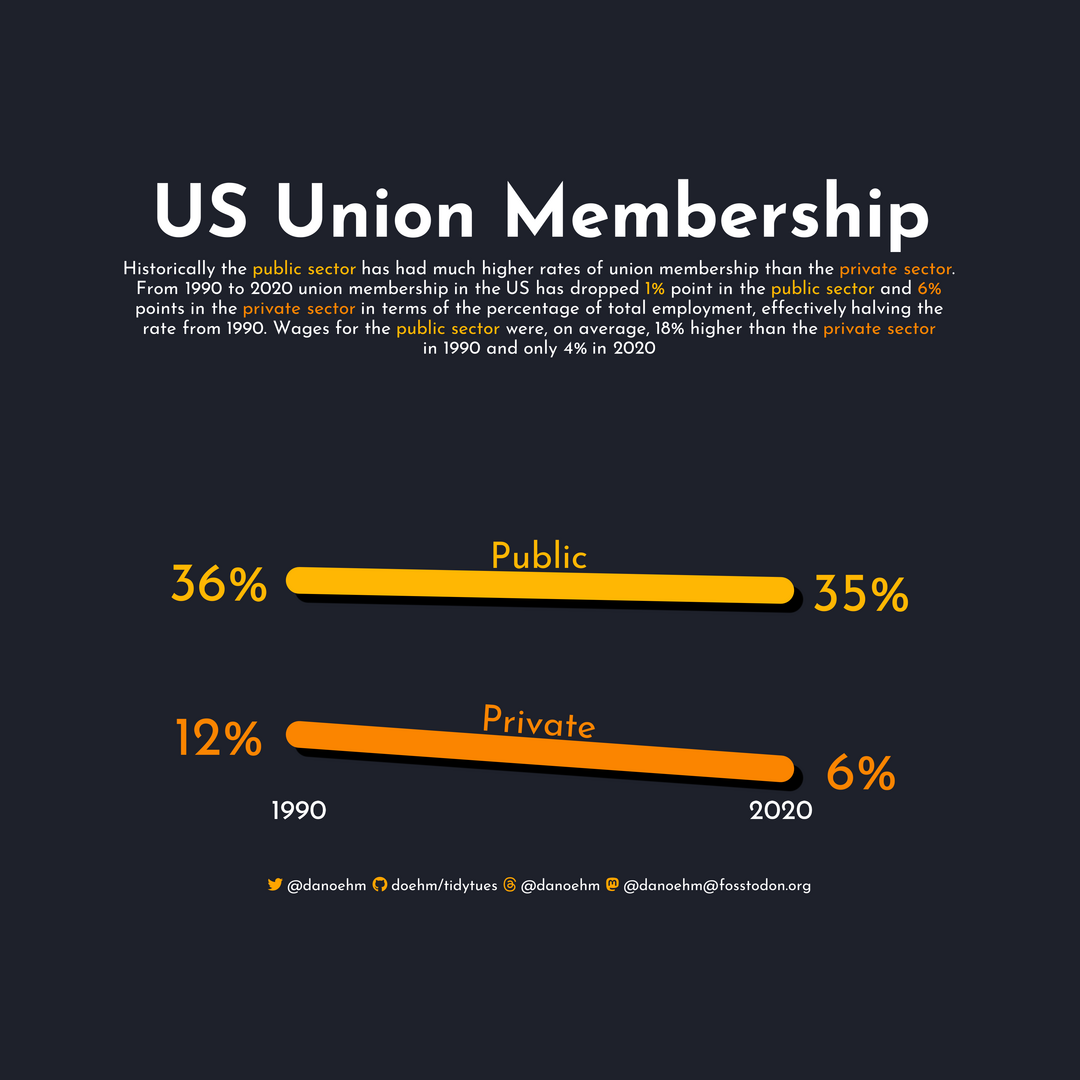 US Union Membership
Historically the public sector has had much higher rates of union membership than the private sector.
From 1990 to 2020 union membership in the US has dropped 1% point in the public sector and 6%
points in the private sector in terms of the percentage of total employment, effectively halving the
rate from 1990. Wages for the public sector were, on average, 18% higher than the private sector
in 1990 and only 4% in 2020
Public
36%
35%
Private
12%
6%
1990
2020
@danoehm doehm/tidytues @danoehm @danoehm@fosstodon.org